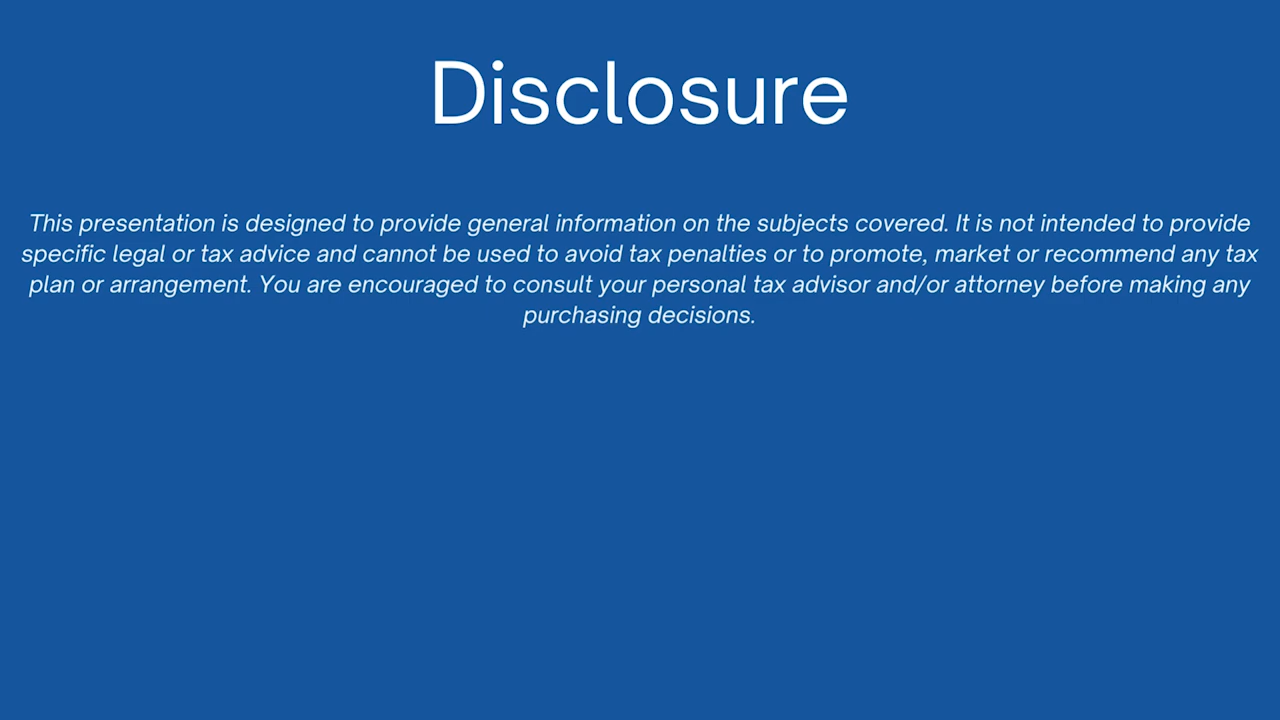 Disclosure
This presentation is designed to provide general information on the subjects covered. It is not intended to provide
specific legal or tax advice and cannot be used to avoid tax penalties or to promote, market or recommend any tax
plan or arrangement. You are encouraged to consult your personal tax advisor and/or attorney before making any
purchasing decisions.